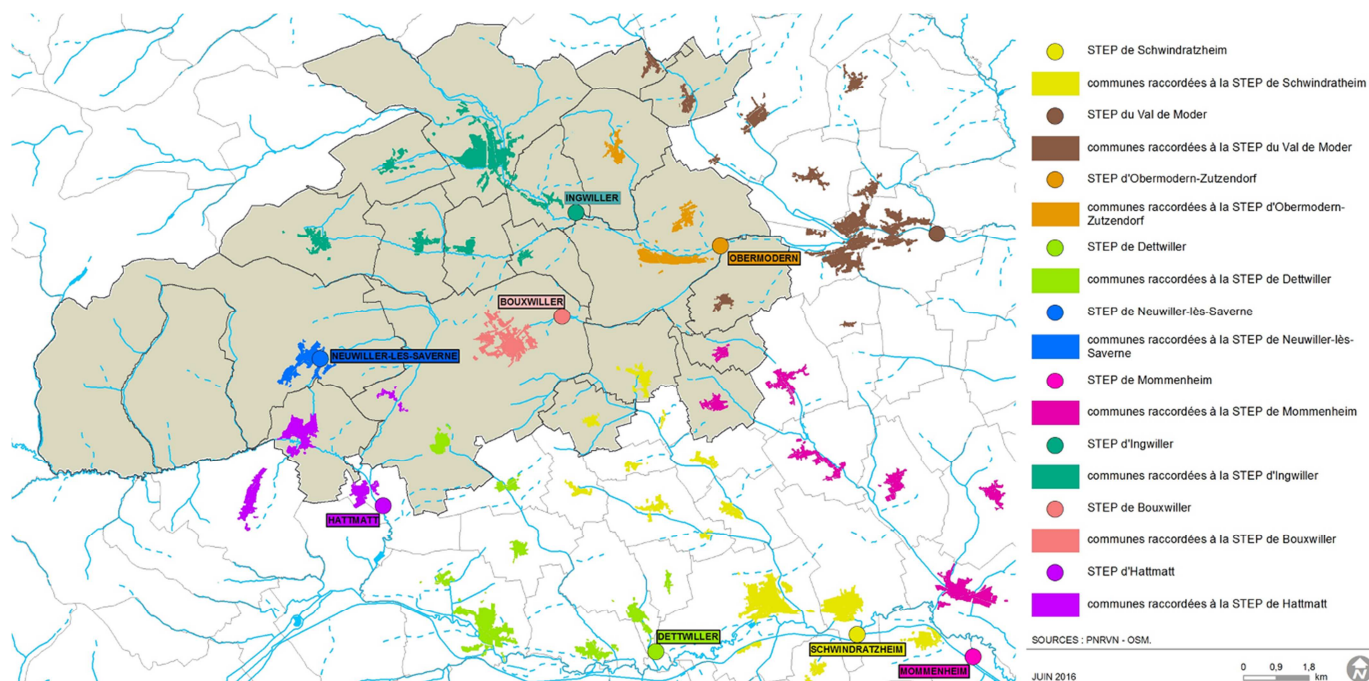 INGWILLER
OBERMODERN
BOUXWILLER
NEUWILLER-LES-SAVERNE
HATTMATT
DETTWILLER
SCHWINDRATZHEIM
MOMMENHEIM
STEP de Schwindratzheim
communes raccordées à la STEP de Schwindratheim
STEP du Val de Moder
communes raccordées à la STEP du Val de Moder
STEP d'Obermodern-Zutzendorf
communes raccordées à la STEP d'Obermodern-
Zutzendorf
STEP de Dettwiller
communes raccordées à la STEP de Dettwiller
STEP de Neuwiller-lès-Saverne
communes raccordées à la STEP de Neuwiller-lès-
Saverne
STEP de Mommenheim
communes raccordées à la STEP de Mommenheim
STEP d'Ingwiller
communes raccordées à la STEP d'Ingwiller
STEP de Bouxwiller
communes raccordées à la STEP de Bouxwiller
STEP d'Hattmatt
communes raccordées à la STEP de Hattmatt
SOURCES : PNRVN - OSM.
JUIN 2016
0 0,9 1,8
km
N